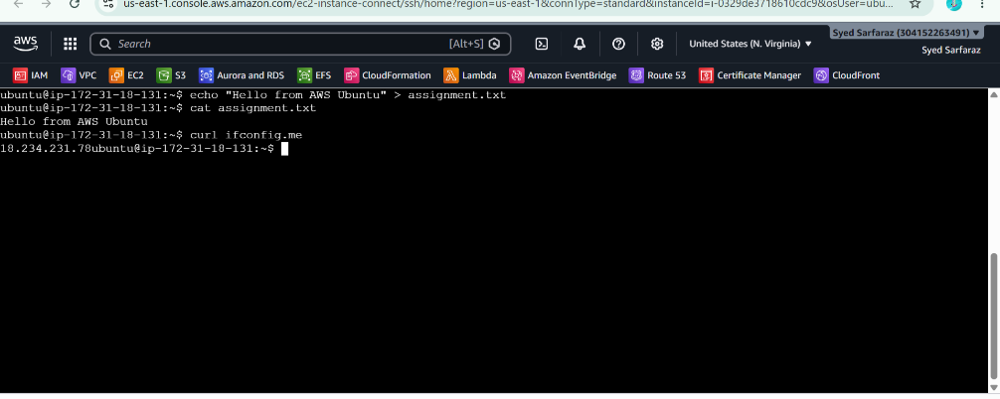 us-east-1.console.aws.amazon.com/ec2-instance-connect/ssh/home?region=us-east-1&connType=standard&instanceId=i-0329de3718610cdc9&osUser=ubu...
aws Search [Alt+S] United States (N. Virginia) ▼ Syed Sarfaraz (304152263491) ▼
Syed Sarfaraz
IAM VPC EC2 S3 Aurora and RDS EFS CloudFormation Lambda Amazon EventBridge Route 53 Certificate Manager CloudFront
ubuntu@ip-172-31-18-131:~$ echo "Hello from AWS Ubuntu" > assignment.txt
ubuntu@ip-172-31-18-131:~$ cat assignment.txt
Hello from AWS Ubuntu
ubuntu@ip-172-31-18-131:~$ curl ifconfig.me
18.234.231.78ubuntu@ip-172-31-18-131:~$